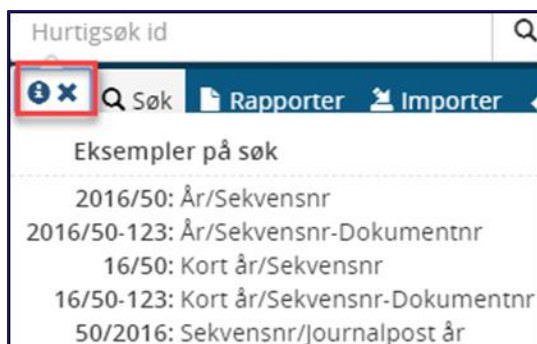 Hurtigsøk id
Søk Rapporter Importer
Eksempler på søk
2016/50: År/Sekvensnr
2016/50-123: År/Sekvensnr-Dokumentnr
16/50: Kort år/Sekvensnr
16/50-123: Kort år/Sekvensnr-Dokumentnr
50/2016: Sekvensnr/Journalpost år